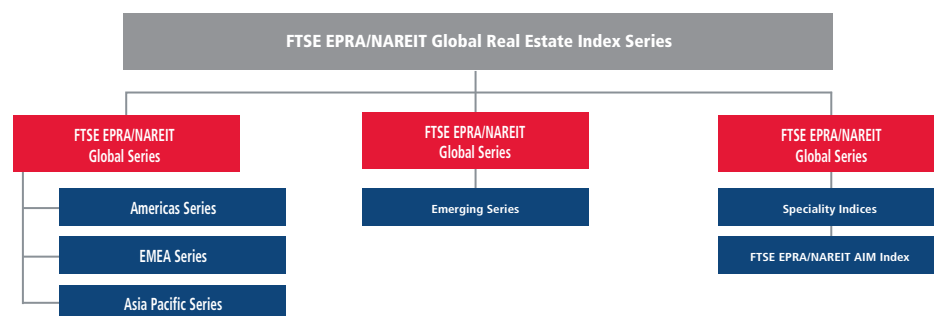 FTSE EPRA/NAREIT Global Real Estate Index Series
FTSE EPRA/NAREIT
Global Series
Americas Series
EMEA Series
Asia Pacific Series
FTSE EPRA/NAREIT
Global Series
Emerging Series
FTSE EPRA/NAREIT
Global Series
Speciality Indices
FTSE EPRA/NAREIT AIM Index